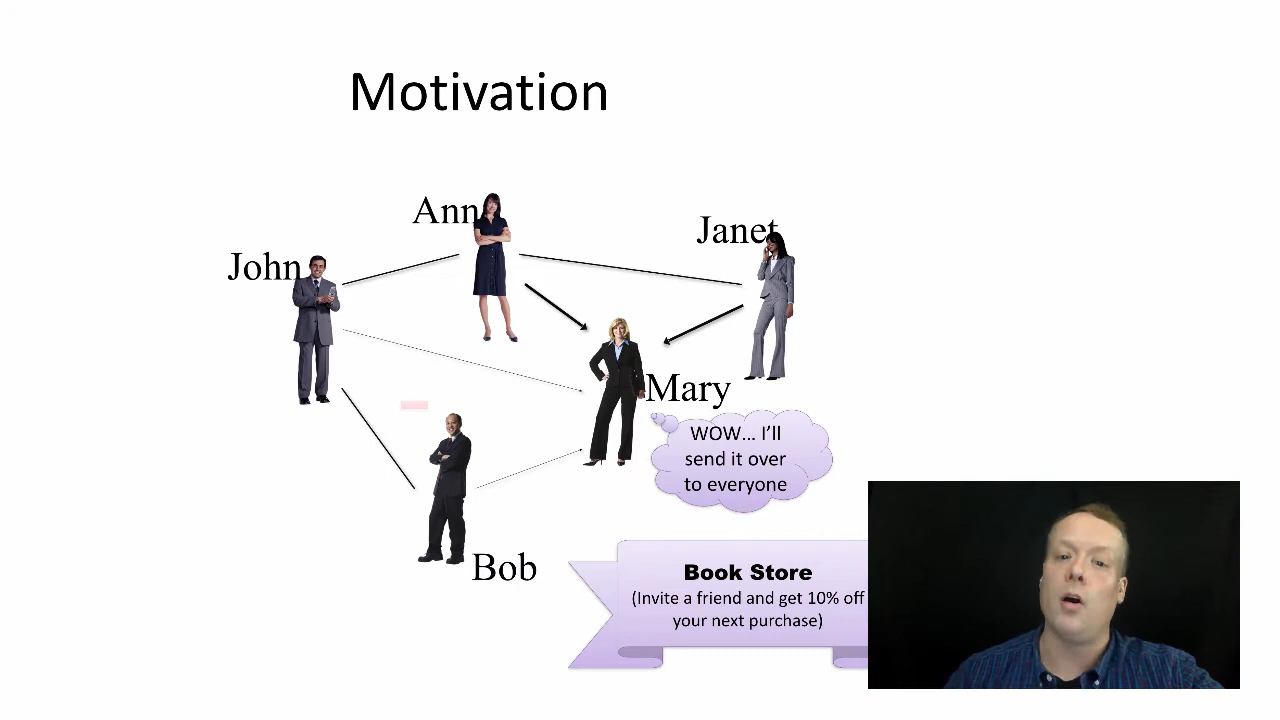 Motivation
Ann
Janet
John
Mary
WOW... I'll
send it over
to everyone
Bob
Book Store
(Invite a friend and get 10% off
your next purchase)